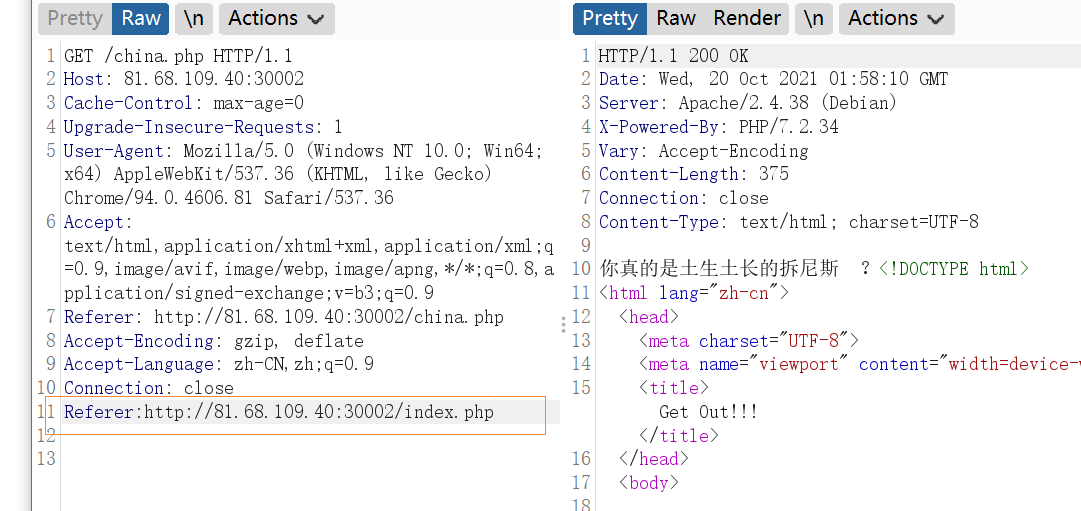 Pretty Raw \n Actions
1 GET /china.php HTTP/1.1
2 Host: 81.68.109.40:30002
3 Cache-Control: max-age=0
4 Upgrade-Insecure-Requests: 1
5 User-Agent: Mozilla/5.0 (Windows NT 10.0; Win64;
x64) AppleWebKit/537.36 (KHTML, like Gecko)
Chrome/94.0.4606.81 Safari/537.36
6 Accept:
text/html,application/xhtml+xml,application/xml;q
=0.9,image/avif,image/webp,image/apng,*/*;q=0.8,a
pplication/signed-exchange;v=b3;q=0.9
7 Referer: http://81.68.109.40:30002/china.php
8 Accept-Encoding: gzip, deflate
9 Accept-Language: zh-CN,zh;q=0.9
10 Connection: close
11 Referer:http://81.68.109.40:30002/index.php
12
13
Pretty Raw Render \n Actions
1 HTTP/1.1 200 OK
2 Date: Wed, 20 Oct 2021 01:58:10 GMT
3 Server: Apache/2.4.38 (Debian)
4 X-Powered-By: PHP/7.2.34
5 Vary: Accept-Encoding
6 Content-Length: 375
7 Connection: close
8 Content-Type: text/html; charset=UTF-8
9
10 你真的是土生土长的拆尼斯 ？<!DOCTYPE html>
11 <html lang="zh-cn">
12 <head>
13 <meta charset="UTF-8">
14 <meta name="viewport" content="width=device-
15 <title>
Get Out!!!
</title>
16 </head>
17 <body>
18